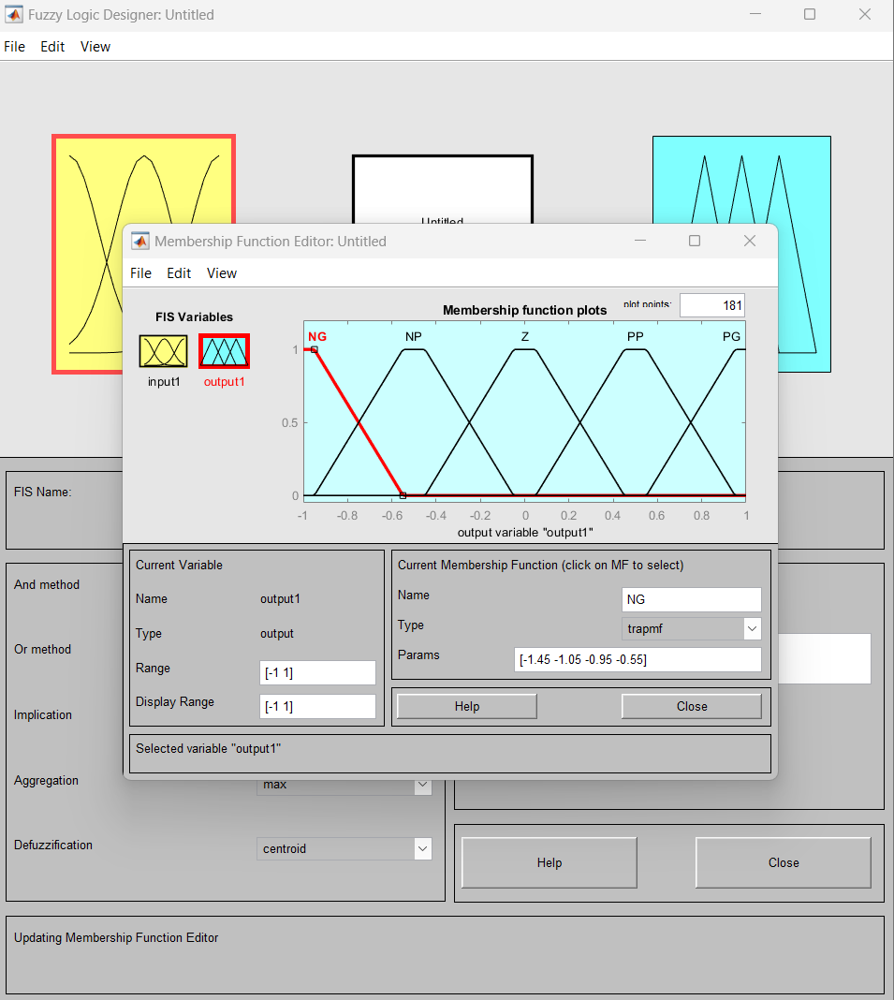 Fuzzy Logic Designer: Untitled
File Edit View
Untitled
Membership Function Editor: Untitled
File Edit View
FIS Variables
input1 output1
Membership function plots plot points: 181
NG NP Z PP PG
1
0.5
0
-1 -0.8 -0.6 -0.4 -0.2 0 0.2 0.4 0.6 0.8 1
output variable "output1"
Current Variable
Name output1
Type output
Range [-1 1]
Display Range [-1 1]
Current Membership Function (click on MF to select)
Name NG
Type trapmf
Params [-1.45 -1.05 -0.95 -0.55]
Help Close
Selected variable "output1"
FIS Name:
And method
Or method
Implication
Aggregation max
Defuzzification centroid
Help Close
Updating Membership Function Editor